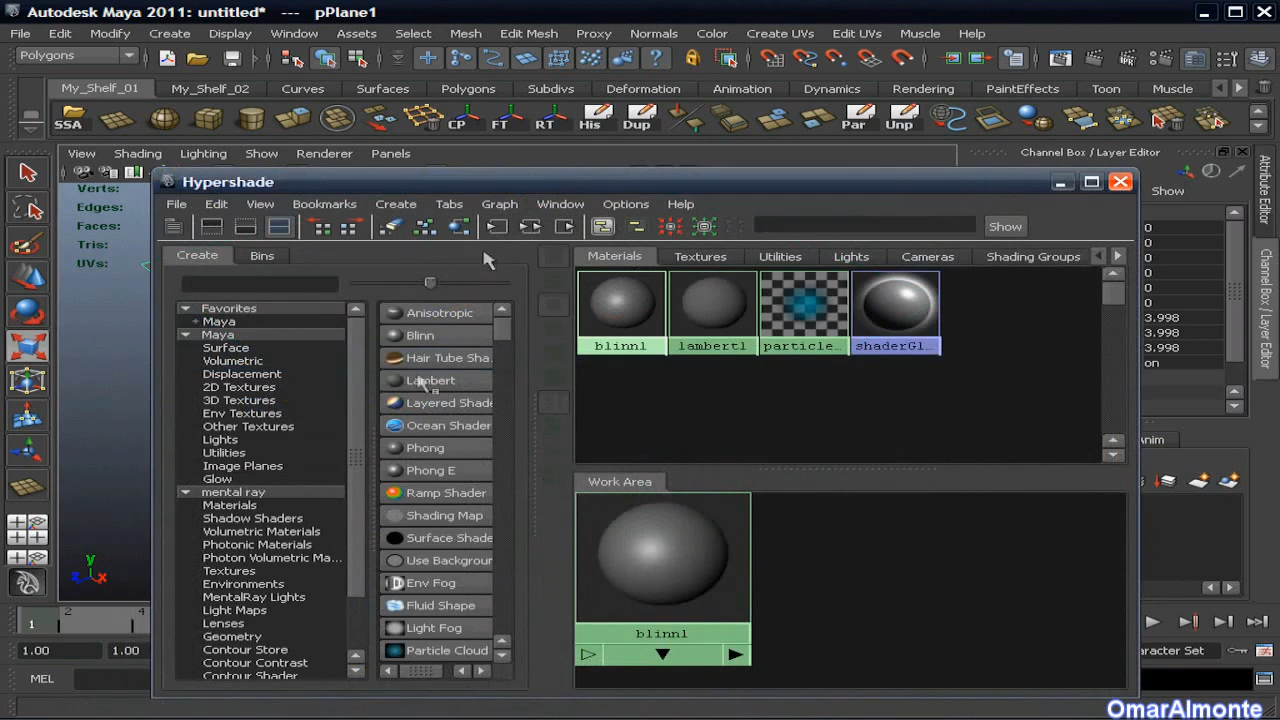 Autodesk Maya 2011: untitled* --- pPlane1
File Edit Modify Create Display Window Assets Select Mesh Edit Mesh Proxy Normals Color Create UVs Edit UVs Muscle Help
Polygons
My_Shelf_01 My_Shelf_02 Curves Surfaces Polygons Subdivs Deformation Animation Dynamics Rendering PaintEffects Toon Muscle
SSA CP FT RT His Dup Par Unp
View Shading Lighting Show Renderer Panels
Channel Box / Layer Editor
Verts:
Edges:
Faces:
Tris:
UVs:
Hypershade
Show
File Edit View Bookmarks Create Tabs Graph Window Options Help
Show
Create Bins
Materials Textures Utilities Lights Cameras Shading Groups
Favorites
Maya
Maya
Surface
Volumetric
Displacement
2D Textures
3D Textures
Env Textures
Other Textures
Lights
Utilities
Image Planes
Glow
mental ray
Materials
Shadow Shaders
Volumetric Materials
Photonic Materials
Photon Volumetric Ma...
Textures
Environments
MentalRay Lights
Light Maps
Lenses
Geometry
Contour Store
Contour Contrast
Contour Shader
Anisotropic
Blinn
Hair Tube Sha
Lambert
Layered Shade
Ocean Shader
Phong
Phong E
Ramp Shader
Shading Map
Surface Shade
Use Backgroun
Env Fog
Fluid Shape
Light Fog
Particle Cloud
blinn1 lambert1 particle... shaderGl...
Work Area
blinn1
0
0
0
0
0
0
3.998
3.998
3.998
on
Anim
Attribute Editor
Channel Box / Layer Editor
1 2 4
1.00 1.00
aracter Set
MEL
OmarAlmonte